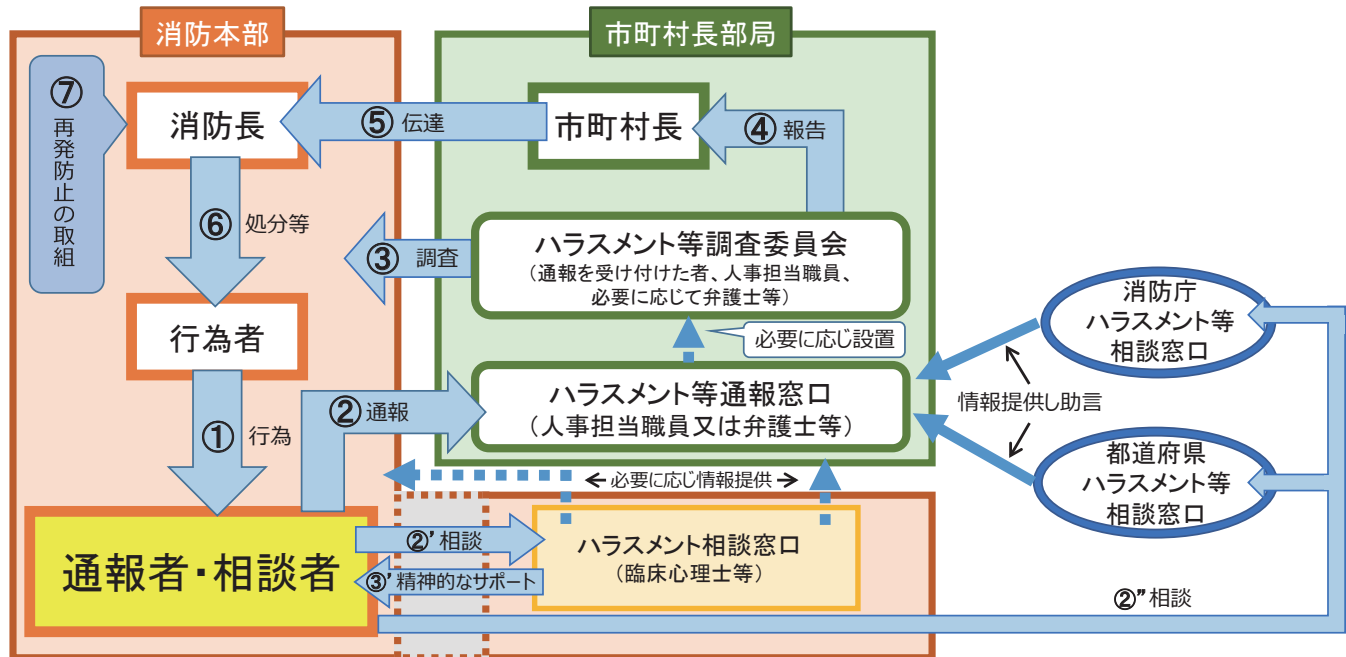 消防本部
市町村長部局
⑦
再発防止の取組
消防長
⑤ 伝達
市町村長
④ 報告
⑥ 処分等
③ 調査
ハラスメント等調査委員会
(通報を受け付けた者、人事担当職員、
必要に応じて弁護士等)
消防庁
ハラスメント等
相談窓口
行為者
必要に応じ設置
② 通報
ハラスメント等通報窓口
(人事担当職員又は弁護士等)
情報提供し助言
① 行為
都道府県
ハラスメント等
相談窓口
必要に応じ情報提供
通報者・相談者
②’ 相談
ハラスメント相談窓口
(臨床心理士等)
③’ 精神的なサポート
②” 相談